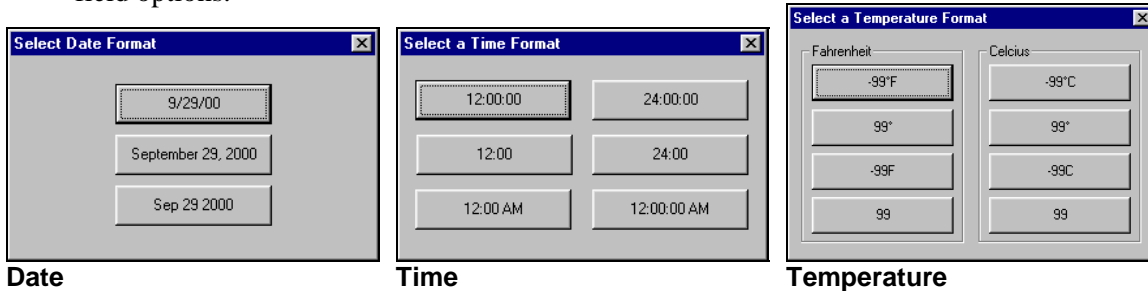 field options.
Select Date Format
9/29/00
September 29, 2000
Sep 29 2000
Date
Select a Time Format
12:00:00 24:00:00
12:00 24:00
12:00 AM 12:00:00 AM
Time
Select a Temperature Format
Fahrenheit Celcius
-99°F -99°C
99° 99°
-99F -99C
99 99
Temperature